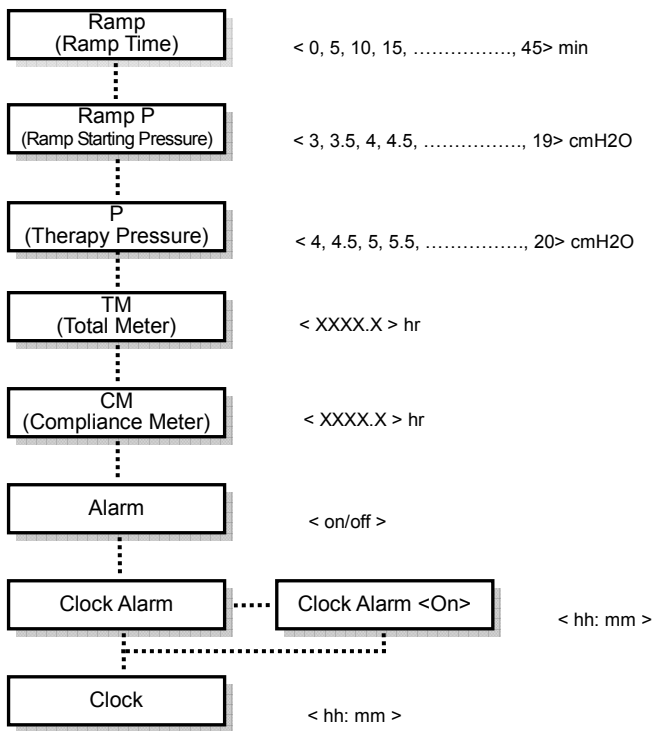 Ramp
(Ramp Time)
< 0, 5, 10, 15, ................, 45> min
Ramp P
(Ramp Starting Pressure)
< 3, 3.5, 4, 4.5, ................, 19> cmH2O
P
(Therapy Pressure)
< 4, 4.5, 5, 5.5, ................, 20> cmH2O
TM
(Total Meter)
< XXXX.X > hr
CM
(Compliance Meter)
< XXXX.X > hr
Alarm
< on/off >
Clock Alarm
Clock Alarm <On>
< hh: mm >
Clock
< hh: mm >